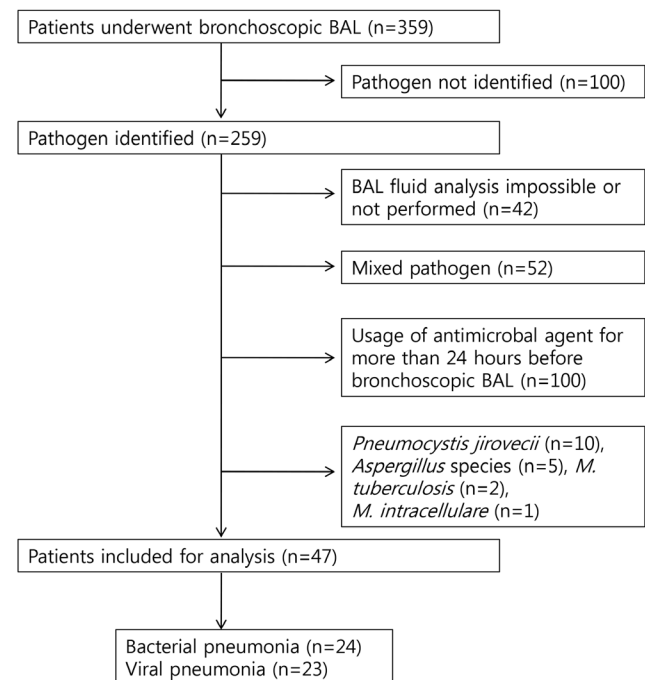 Patients underwent bronchoscopic BAL (n=359)
Pathogen not identified (n=100)
Pathogen identified (n=259)
BAL fluid analysis impossible or
not performed (n=42)
Mixed pathogen (n=52)
Usage of antimicrobal agent for
more than 24 hours before
bronchoscopic BAL (n=100)
Pneumocystis jirovecii (n=10),
Aspergillus species (n=5), M.
tuberculosis (n=2),
M. intracellulare (n=1)
Patients included for analysis (n=47)
Bacterial pneumonia (n=24)
Viral pneumonia (n=23)